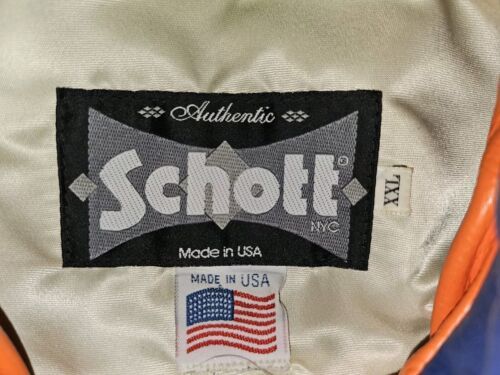 Authentic
Schott®
NYC
Made in USA
XXL
MADE IN USA